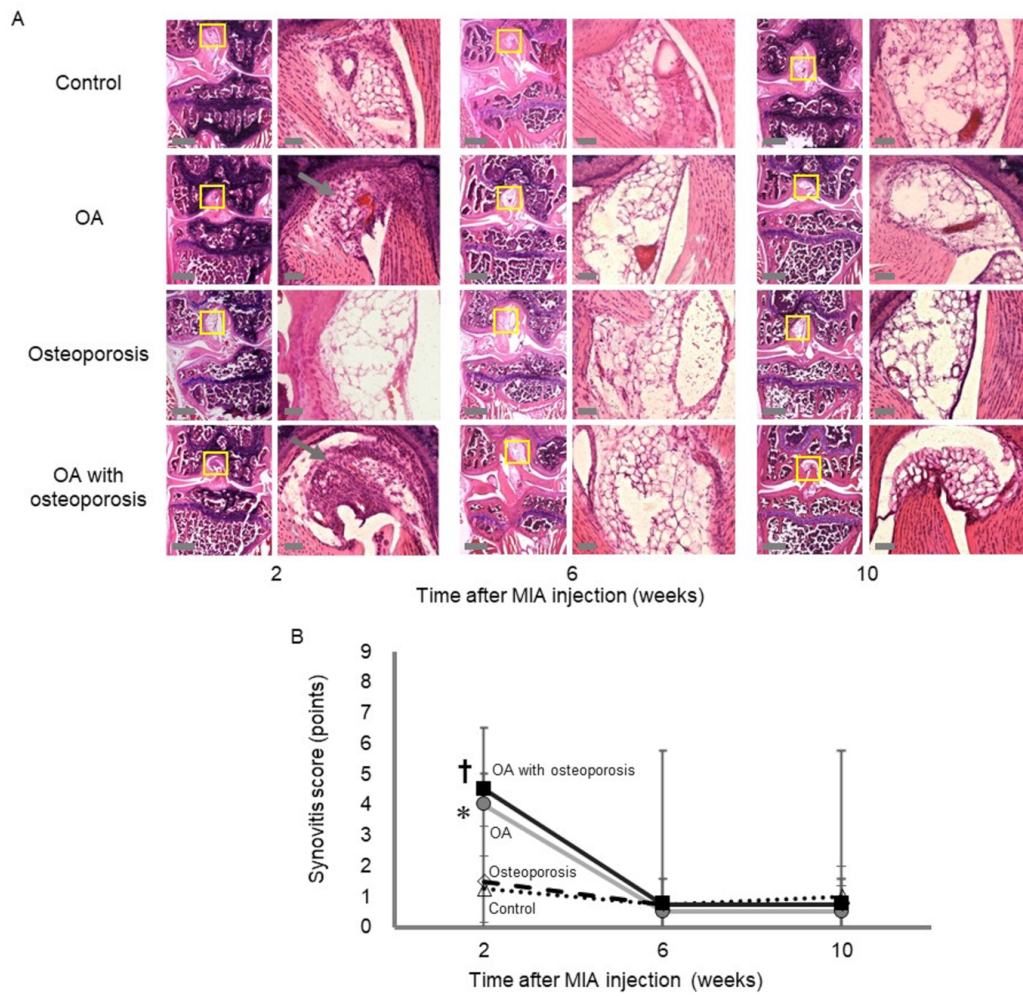 A
Control
OA
Osteoporosis
OA with
osteoporosis
2
6
10
Time after MIA injection (weeks)
B
9
8
7
6
5
4
3
2
1
0
Synovitis score (points)
†
OA with osteoporosis
*
OA
Osteoporosis
Control
2
6
10
Time after MIA injection (weeks)